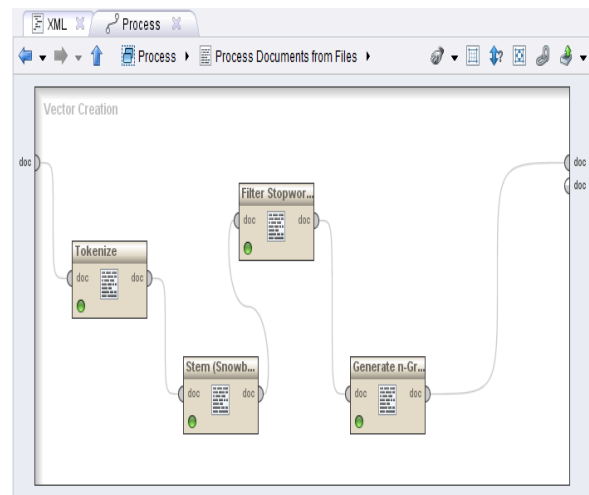 XML Process
Process Process Documents from Files
Vector Creation
doc doc
doc
Filter Stopwor...
doc doc
Tokenize
doc doc
Stem (Snowb...
doc doc
Generate n-Gr...
doc doc